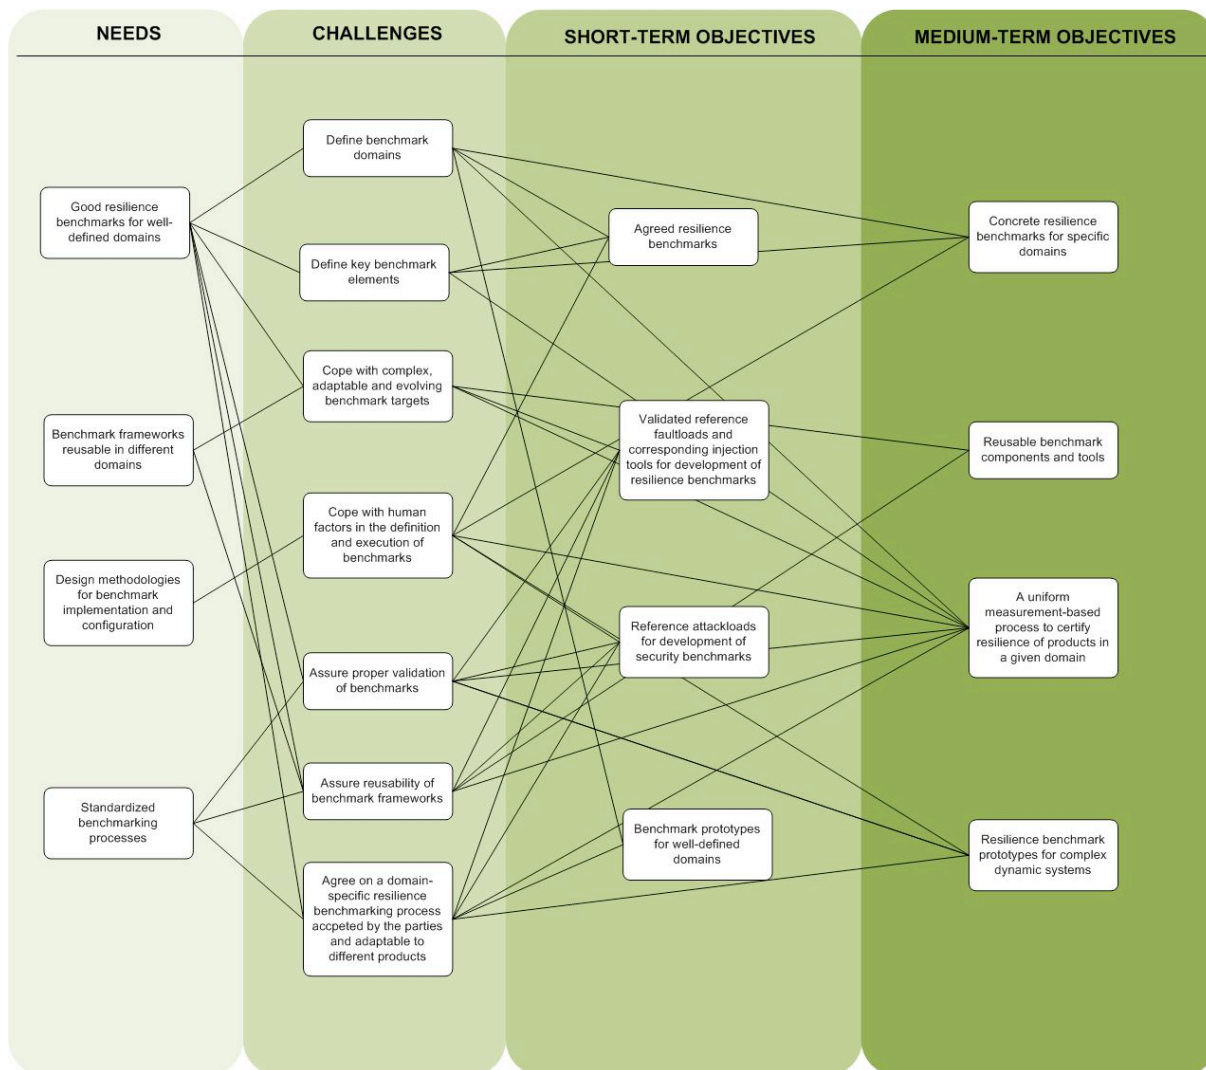 NEEDS
CHALLENGES
SHORT-TERM OBJECTIVES
MEDIUM-TERM OBJECTIVES
Good resilience
benchmarks for well-
defined domains
Benchmark frameworks
reusable in different
domains
Design methodologies
for benchmark
implementation and
configuration
Standardized
benchmarking
processes
Define benchmark
domains
Define key benchmark
elements
Cope with complex,
adaptable and evolving
benchmark targets
Cope with human
factors in the definition
and execution of
benchmarks
Assure proper validation
of benchmarks
Assure reusability of
benchmark frameworks
Agree on a domain-
specific resilience
benchmarking process
accpeted by the parties
and adaptable to
different products
Agreed resilience
benchmarks
Validated reference
faultloads and
corresponding injection
tools for development of
resilience benchmarks
Reference attackloads
for development of
security benchmarks
Benchmark prototypes
for well-defined
domains
Concrete resilience
benchmarks for specific
domains
Reusable benchmark
components and tools
A uniform
measurement-based
process to certify
resilience of products in
a given domain
Resilience benchmark
prototypes for complex
dynamic systems